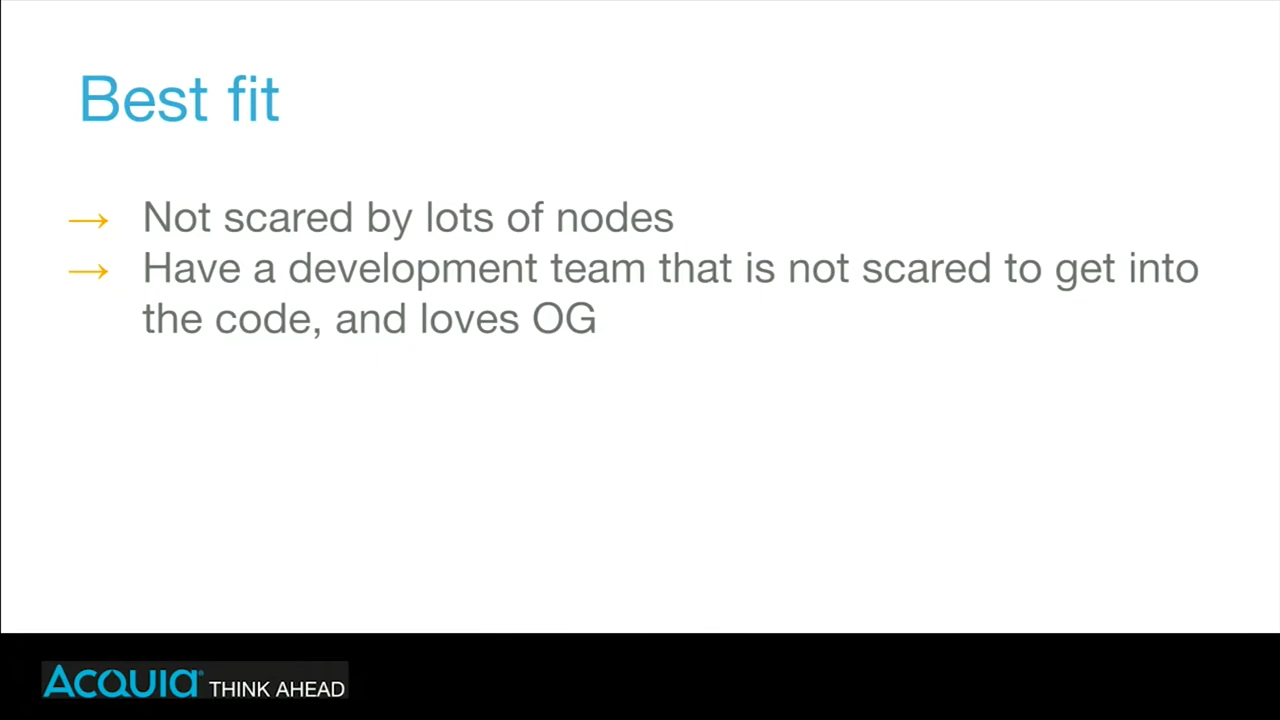 Best fit
→ Not scared by lots of nodes
→ Have a development team that is not scared to get into
the code, and loves OG
ACQUIA® THINK AHEAD